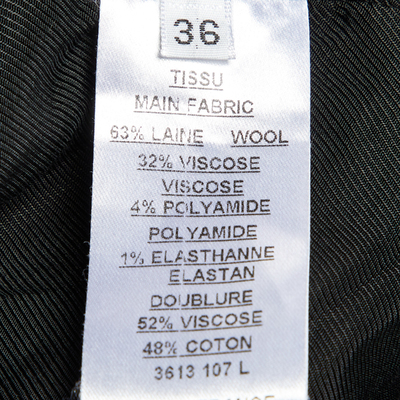 36
TISSU
MAIN FABRIC
63% LAINE WOOL
32% VISCOSE
VISCOSE
4% POLYAMIDE
POLYAMIDE
1% ELASTHANNE
ELASTAN
DOUBLURE
52% VISCOSE
48% COTON
3613 107 L